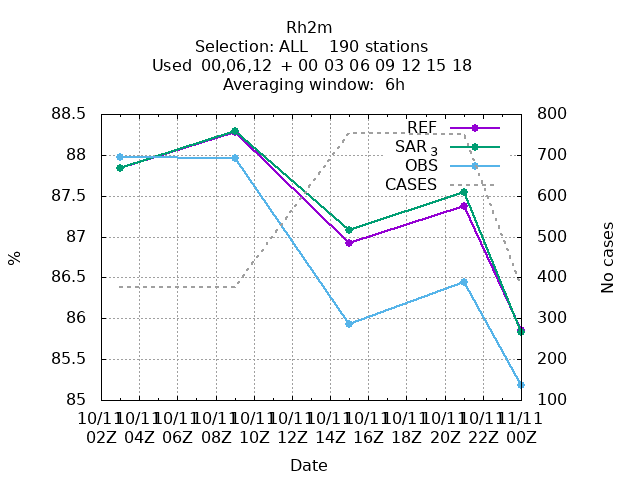 Rh2m
Selection: ALL    190 stations
Used  00,06,12  + 00 03 06 09 12 15 18
Averaging window:  6h
88.5
88
87.5
87
86.5
86
85.5
85
%
800
700
600
500
400
300
200
100
No cases
REF
SAR 3
OBS
CASES
10/11 10/11 10/11 10/11 10/11 10/11 10/11 10/11 10/11 10/11 10/11 11/11
02Z 04Z 06Z 08Z 10Z 12Z 14Z 16Z 18Z 20Z 22Z 00Z
Date